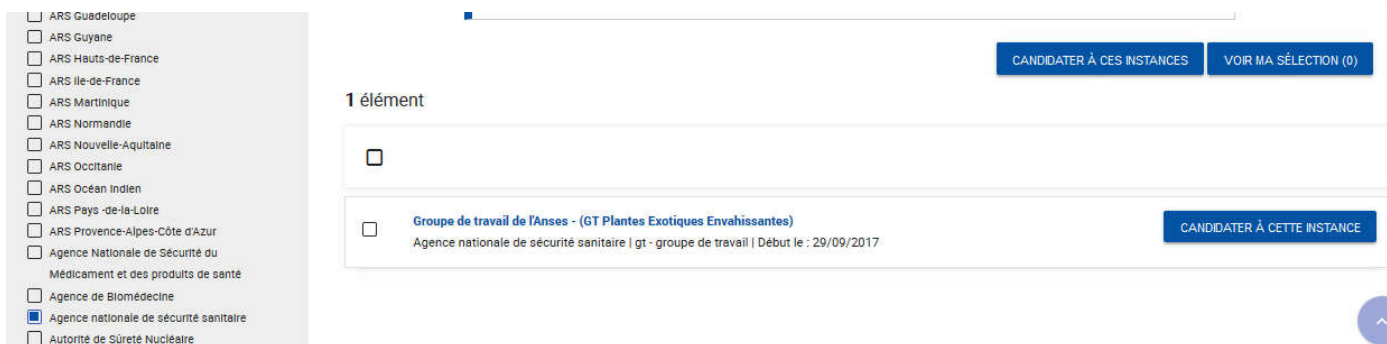 ARS Guadeloupe
ARS Guyane
ARS Hauts-de-France
ARS Ile-de-France
ARS Martinique
ARS Normandie
ARS Nouvelle-Aquitaine
ARS Occitanie
ARS Océan Indien
ARS Pays -de-la-Loire
ARS Provence-Alpes-Côte d'Azur
Agence Nationale de Sécurité du
Médicament et des produits de santé
Agence de Biomédecine
Agence nationale de sécurité sanitaire
Autorité de Sûreté Nucléaire
CANDIDATER À CES INSTANCES
VOIR MA SÉLECTION (0)
1 élément
Groupe de travail de l'Anses - (GT Plantes Exotiques Envahissantes)
Agence nationale de sécurité sanitaire | gt - groupe de travail | Début le : 29/09/2017
CANDIDATER À CETTE INSTANCE